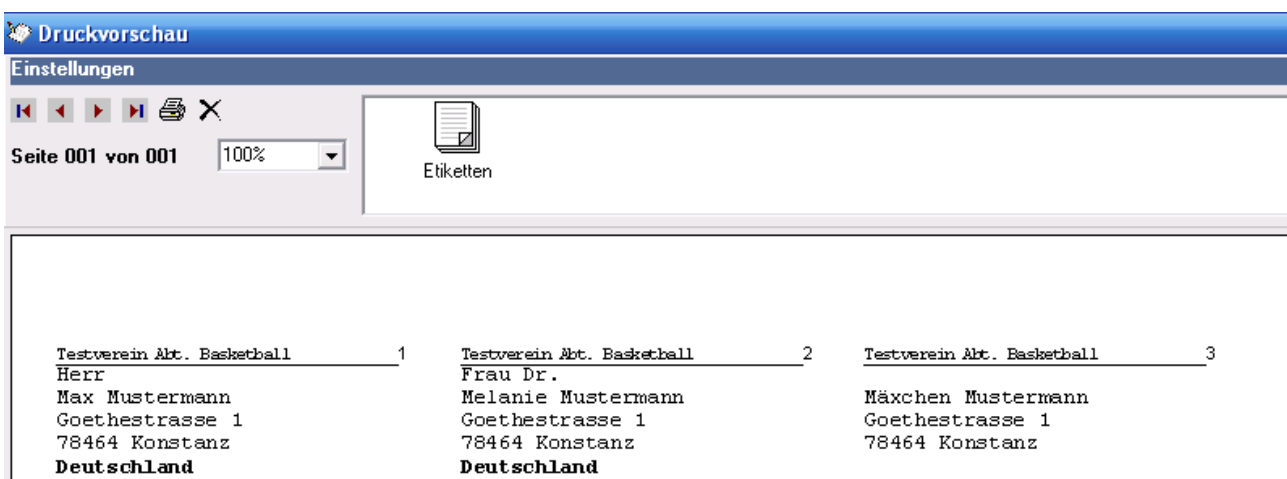 Druckvorschau
Einstellungen
Seite 001 von 001
100%
Etiketten
Testverein Abt. Basketball 1
Herr
Max Mustermann
Goethestrasse 1
78464 Konstanz
Deutschland
Testverein Abt. Basketball 2
Frau Dr.
Melanie Mustermann
Goethestrasse 1
78464 Konstanz
Deutschland
Testverein Abt. Basketball 3
Mäxchen Mustermann
Goethestrasse 1
78464 Konstanz